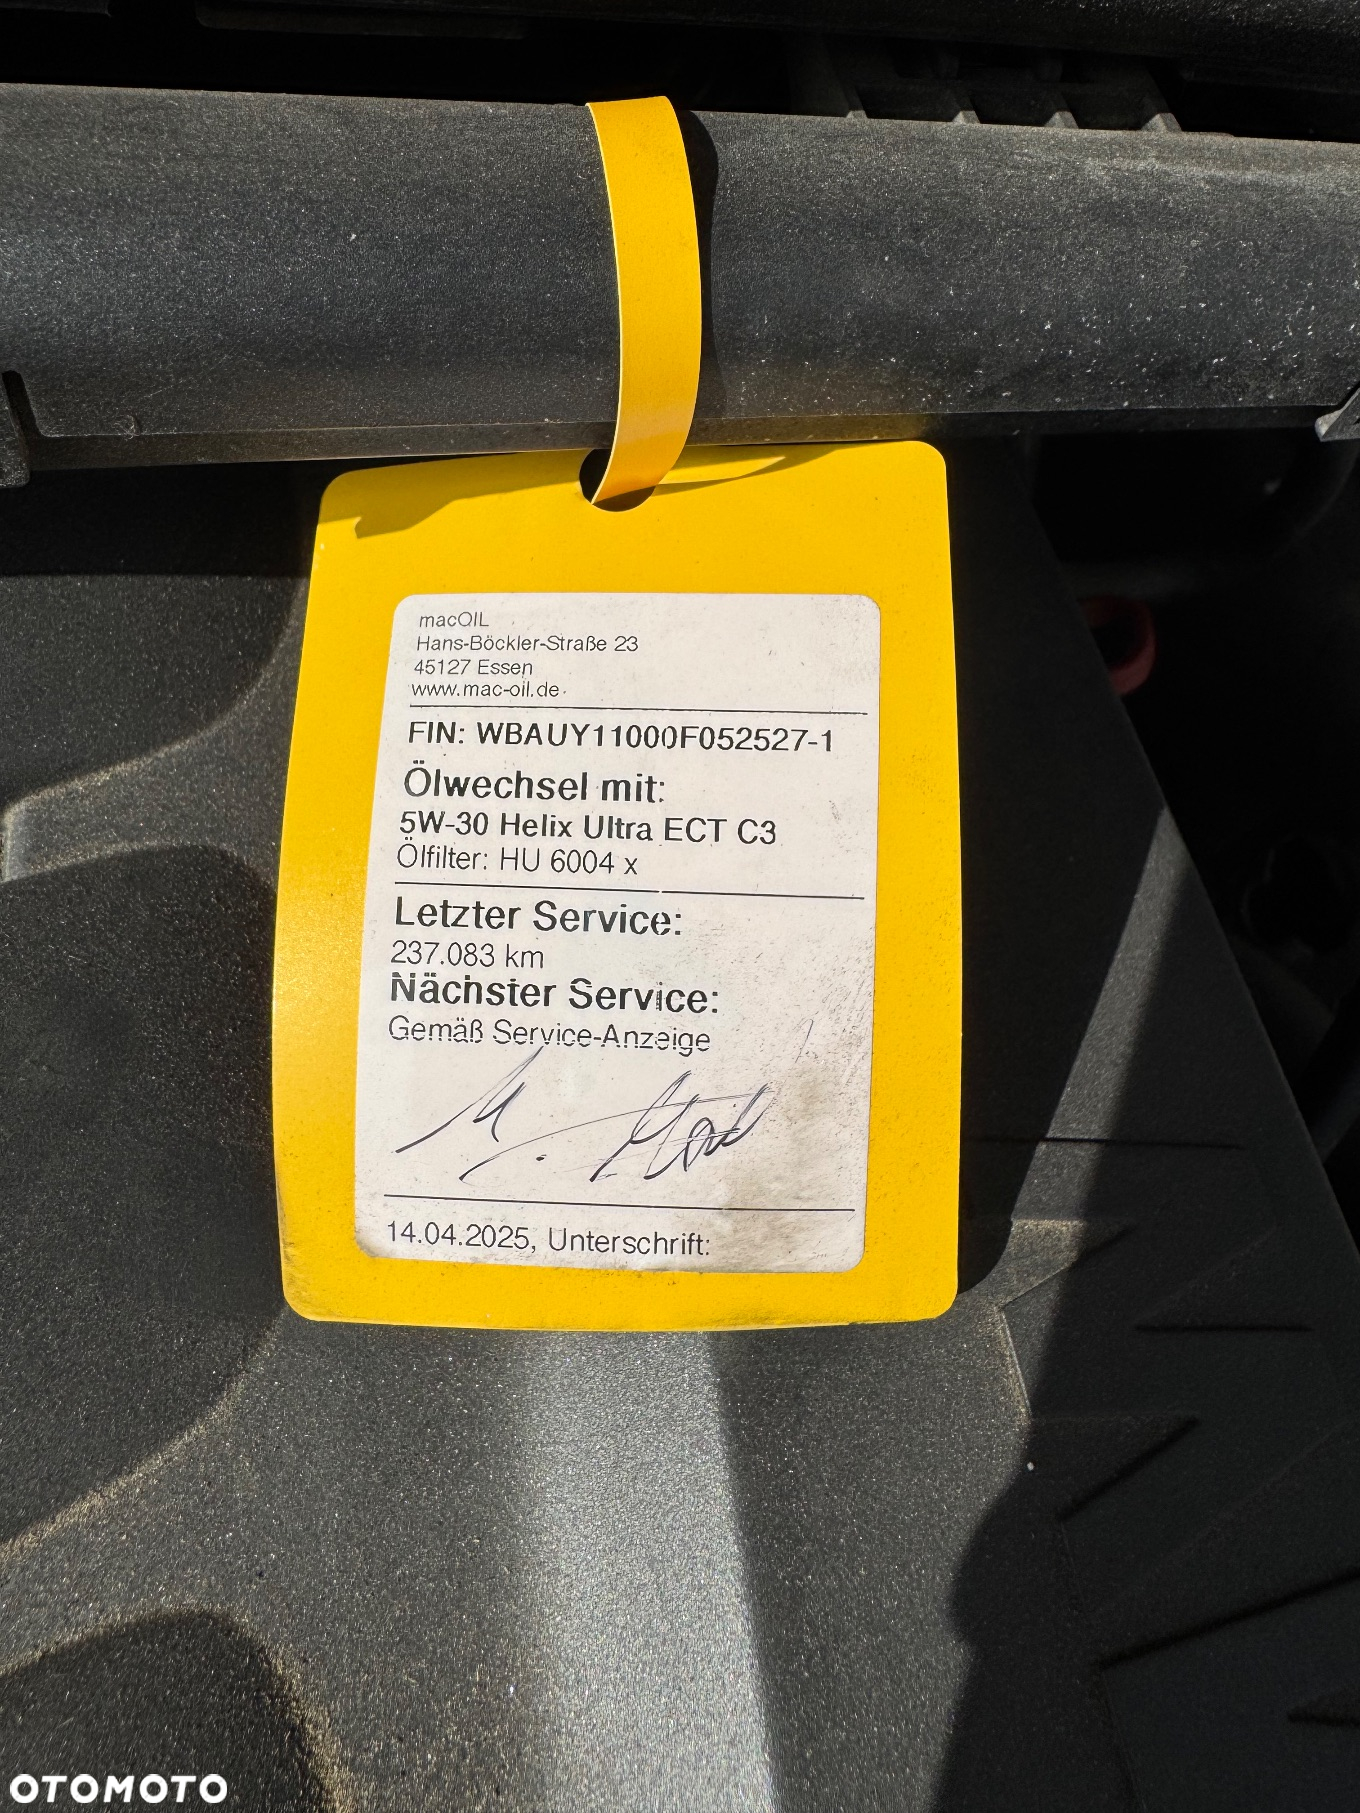 macOIL
Hans-Böckler-Straße 23
45127 Essen
www.mac-oil.de
FIN: WBAUY11000F052527-1
Ölwechsel mit:
5W-30 Helix Ultra ECT C3
Ölfilter: HU 6004 x
Letzter Service:
237.083 km
Nächster Service:
Gemäß Service-Anzeige
14.04.2025, Unterschrift:
OTOMOTO